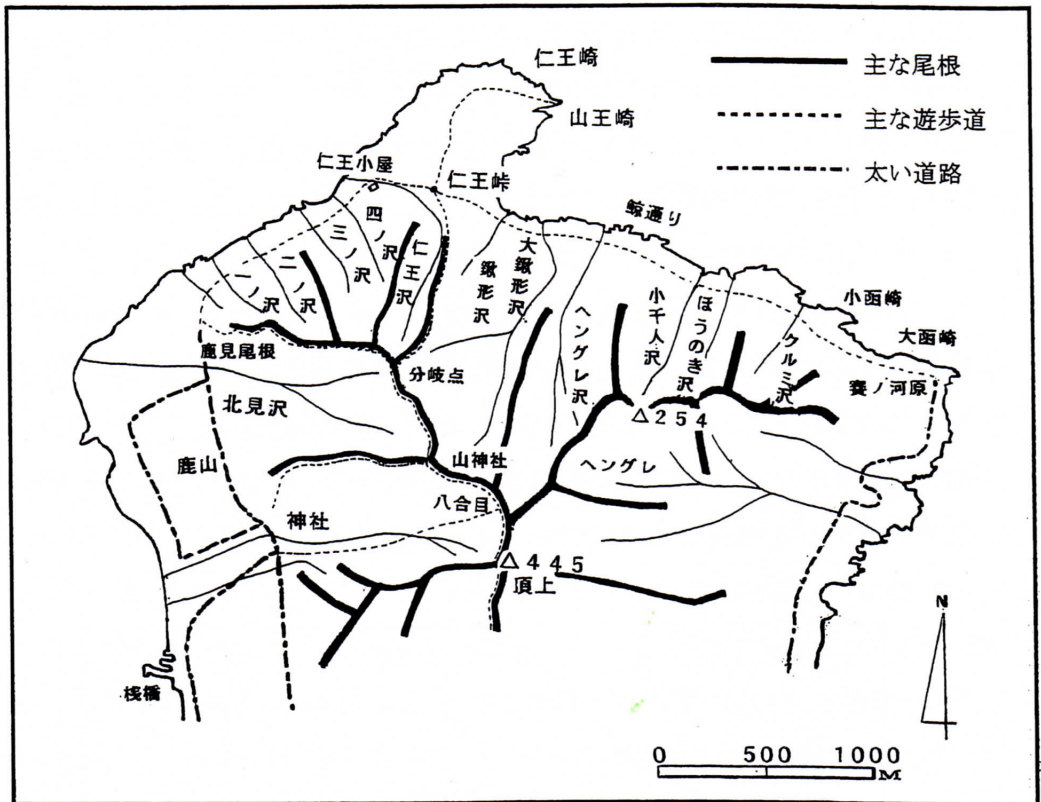 仁王崎
山王崎
主な尾根
主な遊歩道
太い道路
仁王小屋
仁王峠
鯨通り
四ノ沢
三ノ沢
二ノ沢
一ノ沢
仁王沢
鍬形沢
大鍬形沢
ヘングレ沢
小千人沢
ほうのき沢
クルミ沢
小函崎
大函崎
賽ノ河原
鹿見尾根
分岐点
北見沢
△254
鹿山
山神社
ヘングレ
八合目
神社
△445
頂上
桟橋
N
0 500 1000
M